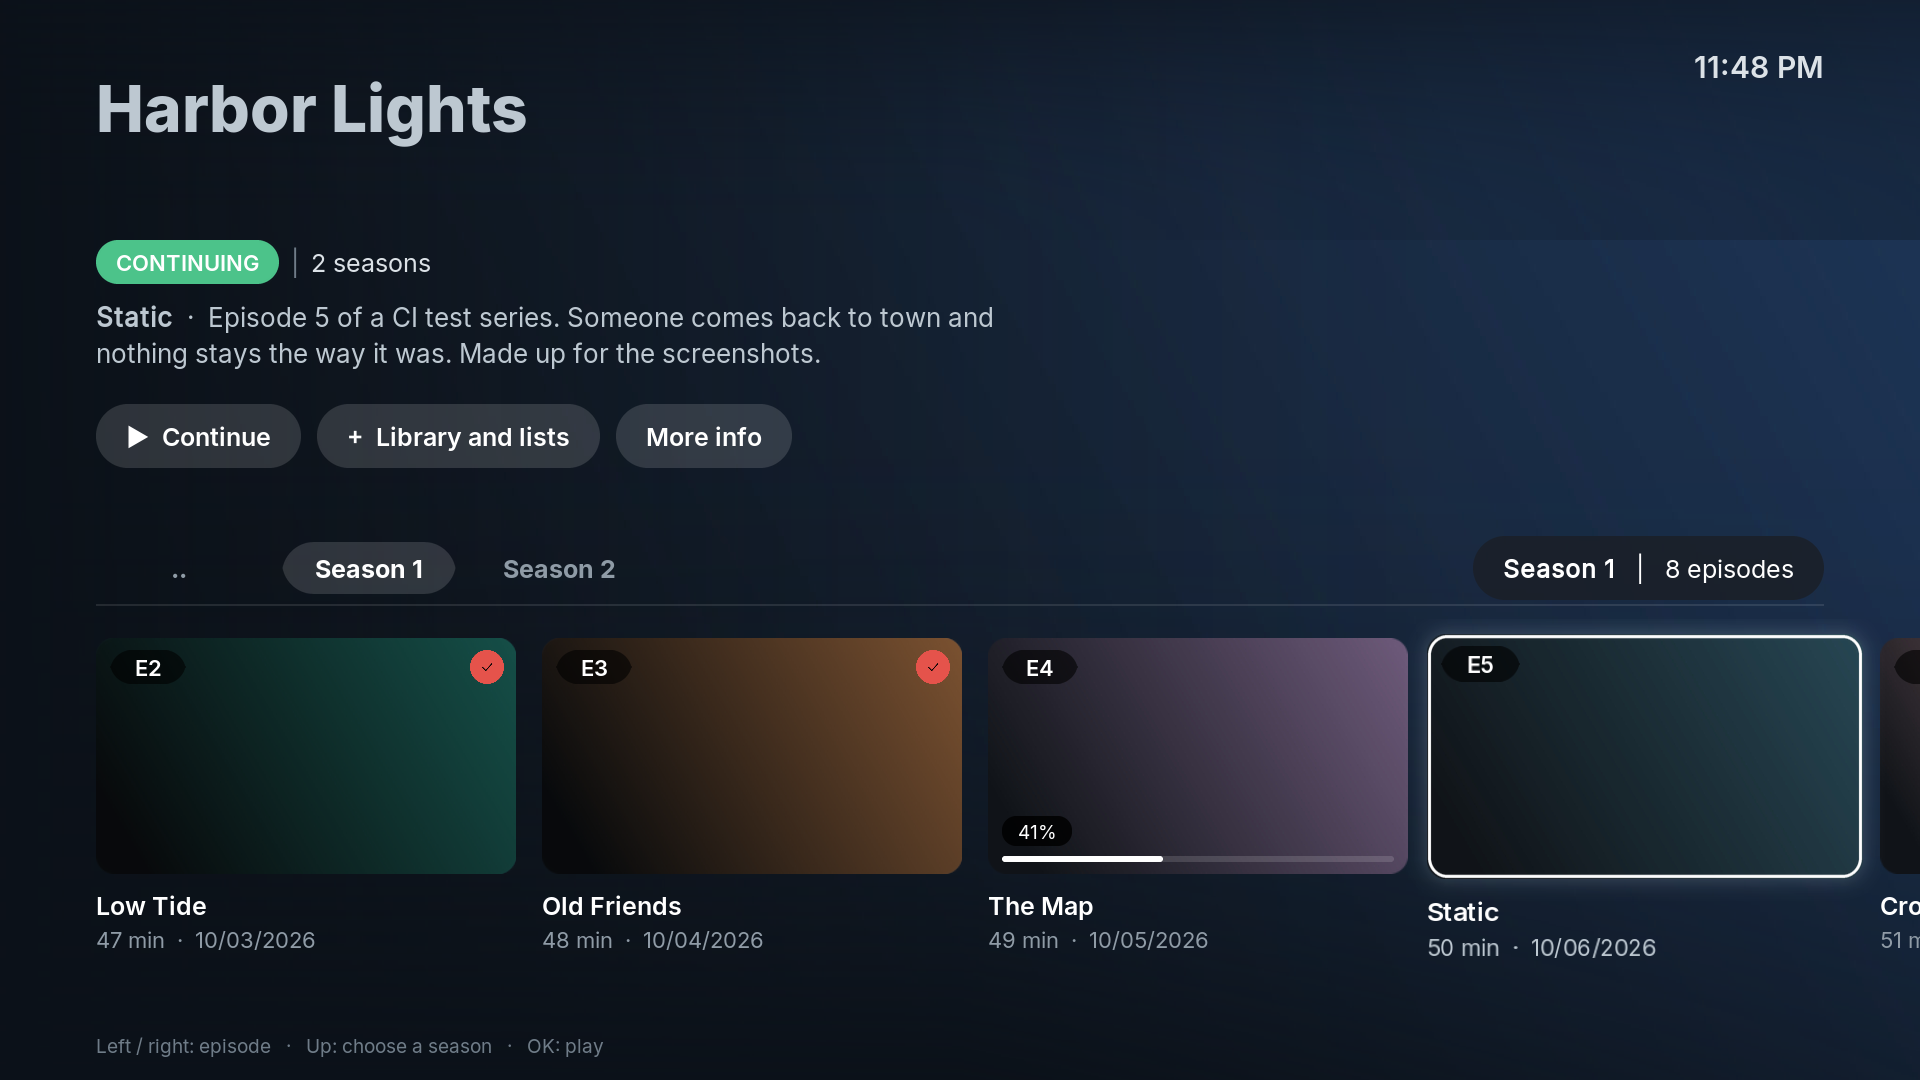 11:48 PM
Harbor Lights
CONTINUING | 2 seasons
Static · Episode 5 of a CI test series. Someone comes back to town and
nothing stays the way it was. Made up for the screenshots.
▶ Continue
+ Library and lists
More info
..
Season 1
Season 2
Season 1 | 8 episodes
E2
E3
E4
E5
41%
Low Tide
47 min · 10/03/2026
Old Friends
48 min · 10/04/2026
The Map
49 min · 10/05/2026
Static
50 min · 10/06/2026
Left / right: episode · Up: choose a season · OK: play